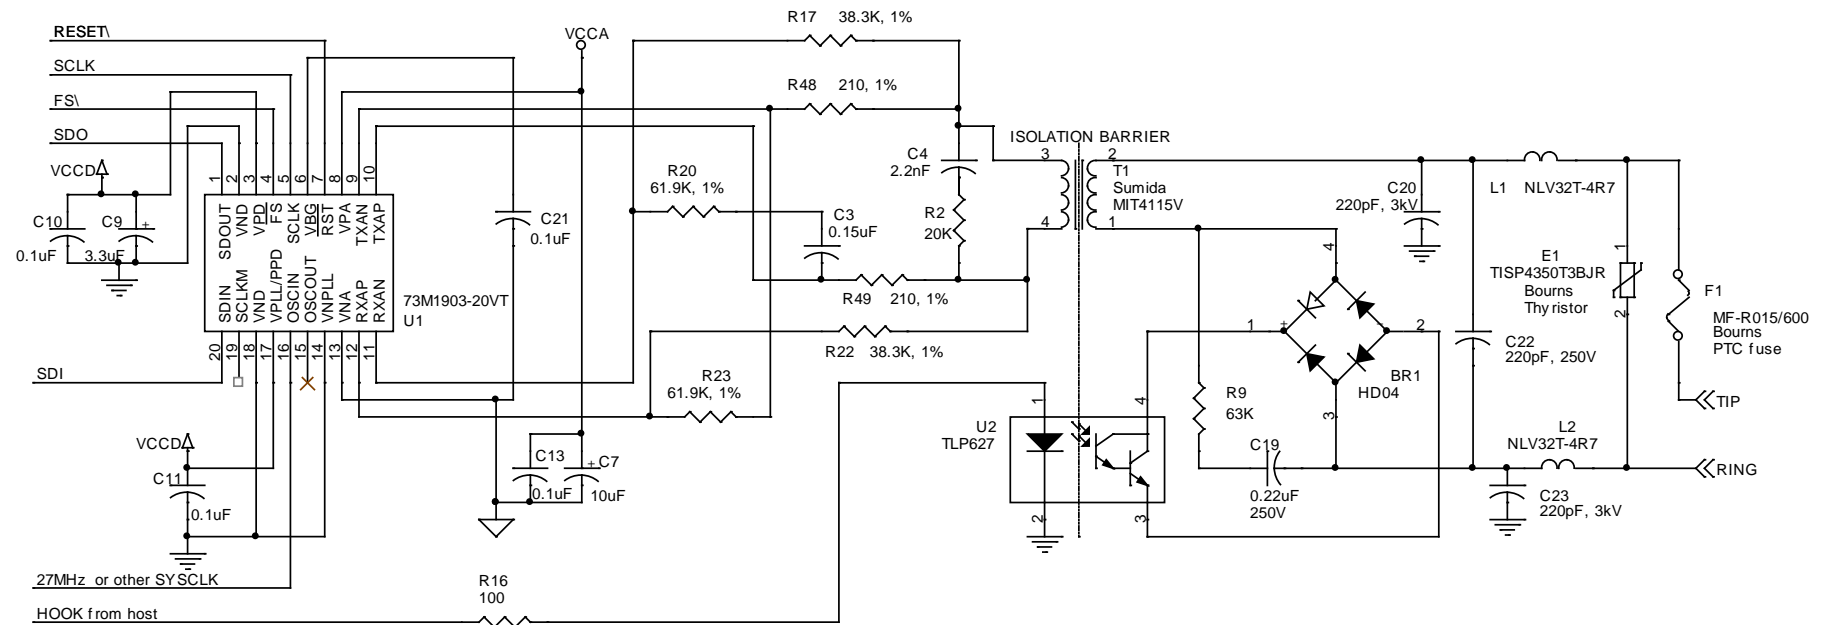 RESET\
SCLK
FS\
SDO
VCCD
C10
0.1uF
C9
+
3.3uF
1
2
3
4
5
6
7
8
9
10
SDOUT
VND
VPD
FS
SCLK
VBG
RST
VPA
TXAN
TXAP
SDIN
SCLKM
VND
VPLL/PPD
OSCIN
OSCOUT
VNPLL
VNA
RXAP
RXAN
20
19
18
17
16
15
14
13
12
11
73M1903-20VT
U1
SDI
VCCD
C11
0.1uF
27MHz or other SYSCLK
HOOK from host
R16
100
VCCA
C21
0.1uF
C13
0.1uF
+
C7
10uF
R17 38.3K, 1%
R48 210, 1%
R20
61.9K, 1%
C3
0.15uF
C4
2.2nF
R2
20K
R49 210, 1%
R22 38.3K, 1%
R23
61.9K, 1%
ISOLATION BARRIER
3
2
4
1
T1
Sumida
MIT4115V
U2
TLP627
1
2
4
3
R9
63K
C19
0.22uF
250V
4
1
+
-
2
3
BR1
HD04
C20
220pF, 3kV
C22
220pF, 250V
L1 NLV32T-4R7
E1
TISP4350T3BJR
Bourns
Thyristor
1
2
F1
MF-R015/600
Bourns
PTC fuse
TIP
L2
NLV32T-4R7
RING
C23
220pF, 3kV